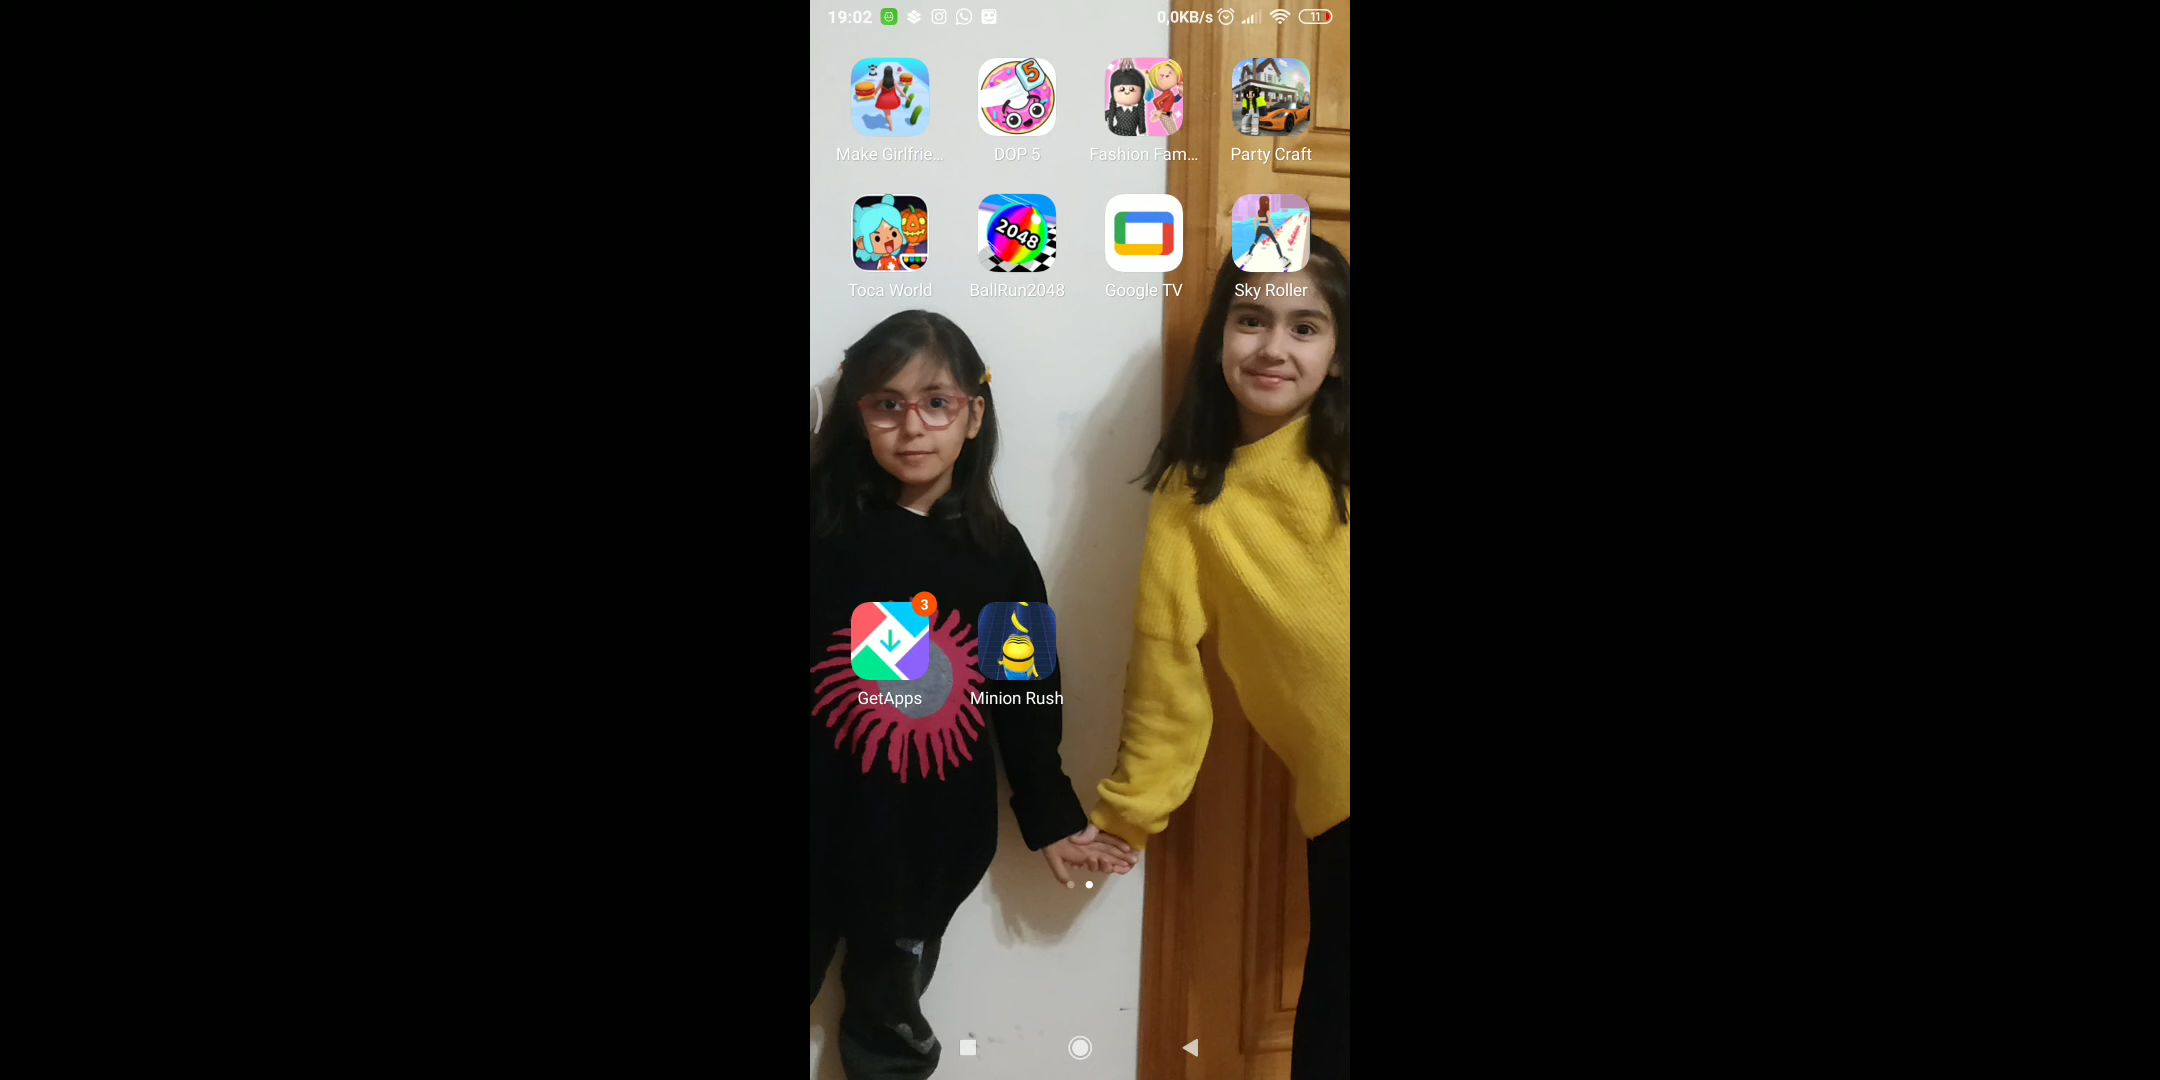 19:02 0,0KB/s 11
Make Girlfrie... DOP 5 Fashion Fam... Party Craft
5
Toca World BallRun2048 Google TV Sky Roller
2048
3
GetApps Minion Rush